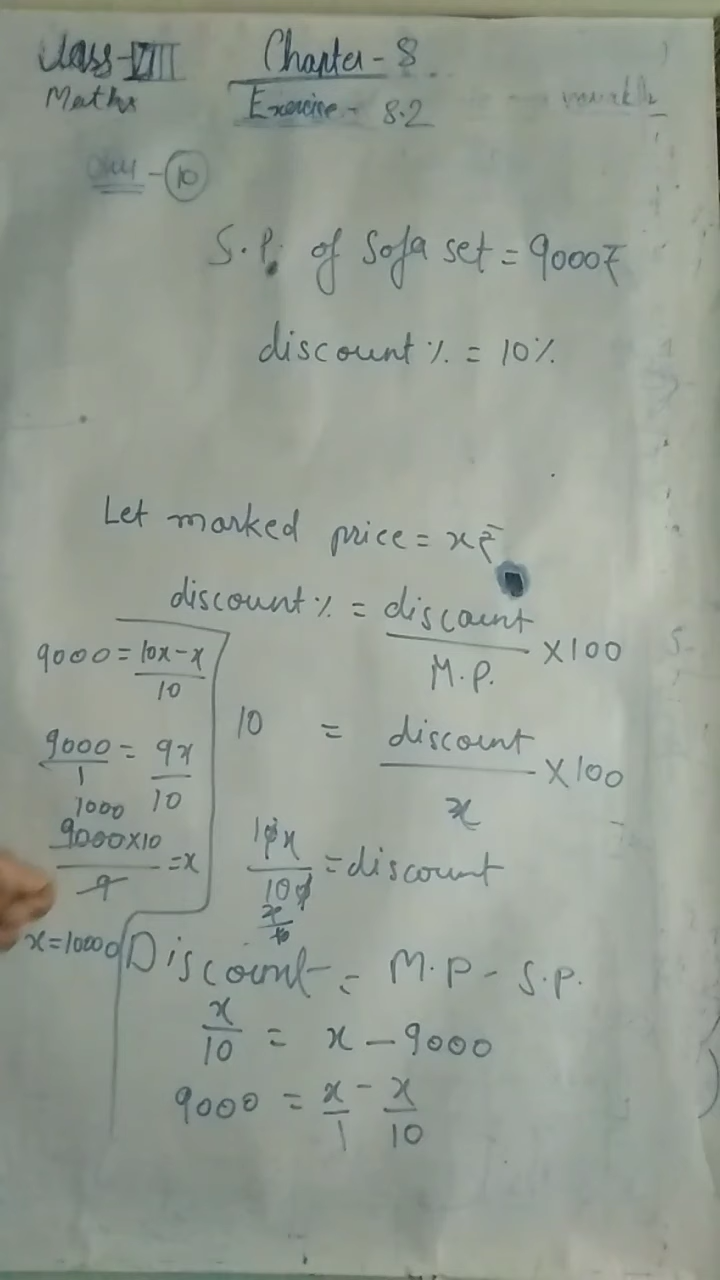 Class-VIII
Maths
Chapter-8
Exercise- 8.2
10
S.P. of Sofa set = 9000₹
discount % = 10%
Let marked price = x₹
discount % = discount/M.P. ×100
10 = discount/x ×100
10x/100 = discount
x/10
Discount = M.P - S.P.
x/10 = x - 9000
9000 = x/1 - x/10
9000 = 10x-x/10
9000/1 = 9x/10
1000
9000×10/9 = x
x=10000